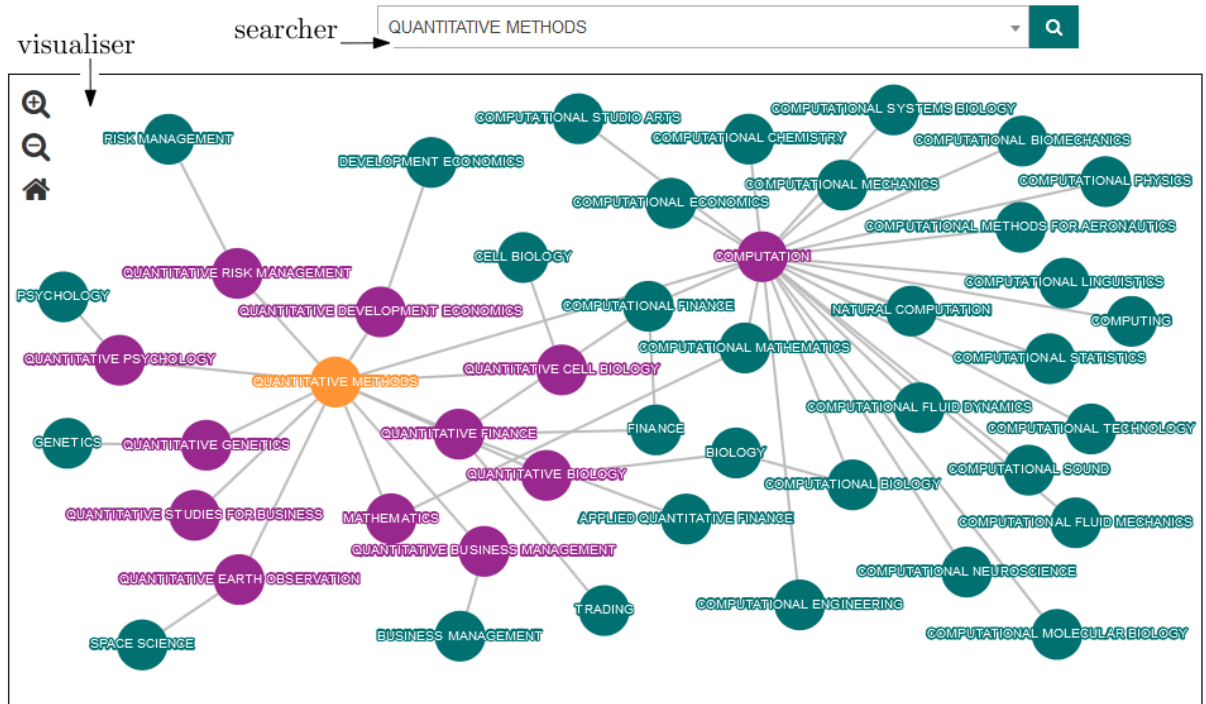 searcher
QUANTITATIVE METHODS
visualiser
COMPUTATIONAL SYSTEMS BIOLOGY
COMPUTATIONAL STUDIO ARTS
RISK MANAGEMENT
COMPUTATIONAL CHEMISTRY
COMPUTATIONAL BIOMECHANICS
DEVELOPMENT ECONOMICS
COMPUTATIONAL PHYSICS
COMPUTATIONAL MECHANICS
COMPUTATIONAL ECONOMICS
COMPUTATIONAL METHODS FOR AERONAUTICS
CELL BIOLOGY
COMPUTATION
QUANTITATIVE RISK MANAGEMENT
COMPUTATIONAL LINGUISTICS
PSYCHOLOGY
COMPUTATIONAL FINANCE
QUANTITATIVE DEVELOPMENT ECONOMICS
NATURAL COMPUTATION
COMPUTING
COMPUTATIONAL MATHEMATICS
QUANTITATIVE PSYCHOLOGY
COMPUTATIONAL STATISTICS
QUANTITATIVE CELL BIOLOGY
QUANTITATIVE METHODS
COMPUTATIONAL FLUID DYNAMICS
COMPUTATIONAL TECHNOLOGY
FINANCE
QUANTITATIVE FINANCE
GENETICS
QUANTITATIVE GENETICS
BIOLOGY
COMPUTATIONAL SOUND
QUANTITATIVE BIOLOGY
COMPUTATIONAL BIOLOGY
QUANTITATIVE STUDIES FOR BUSINESS
MATHEMATICS
APPLIED QUANTITATIVE FINANCE
COMPUTATIONAL FLUID MECHANICS
QUANTITATIVE BUSINESS MANAGEMENT
COMPUTATIONAL NEUROSCIENCE
QUANTITATIVE EARTH OBSERVATION
COMPUTATIONAL ENGINEERING
TRADING
COMPUTATIONAL MOLECULAR BIOLOGY
BUSINESS MANAGEMENT
SPACE SCIENCE